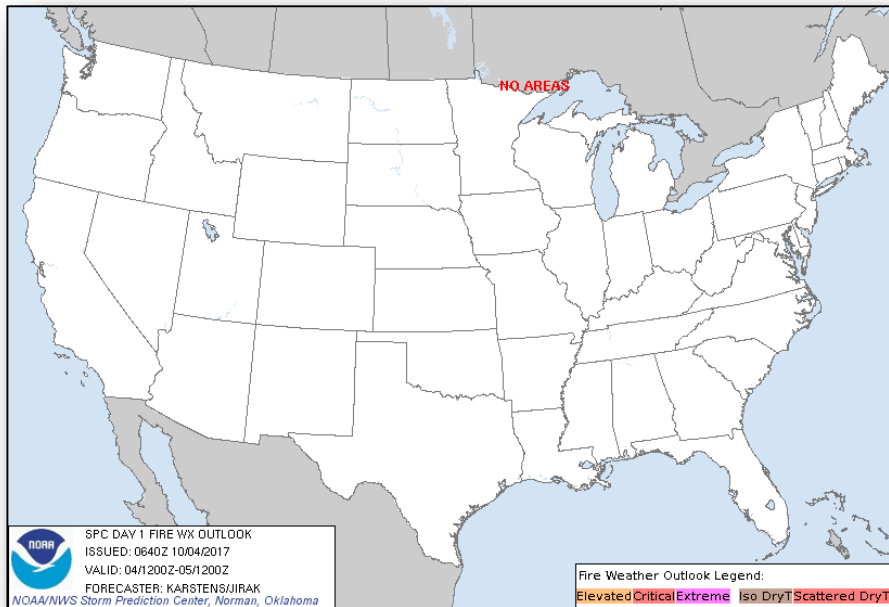 NO AREAS
SPC DAY 1 FIRE WX OUTLOOK
ISSUED: 0640Z 10/04/2017
VALID: 04/1200Z-05/1200Z
FORECASTER: KARSTENS/JIRAK
NOAA/NWS Storm Prediction Center, Norman, Oklahoma
NOAA
Fire Weather Outlook Legend:
Elevated Critical Extreme Iso DryT Scattered DryT